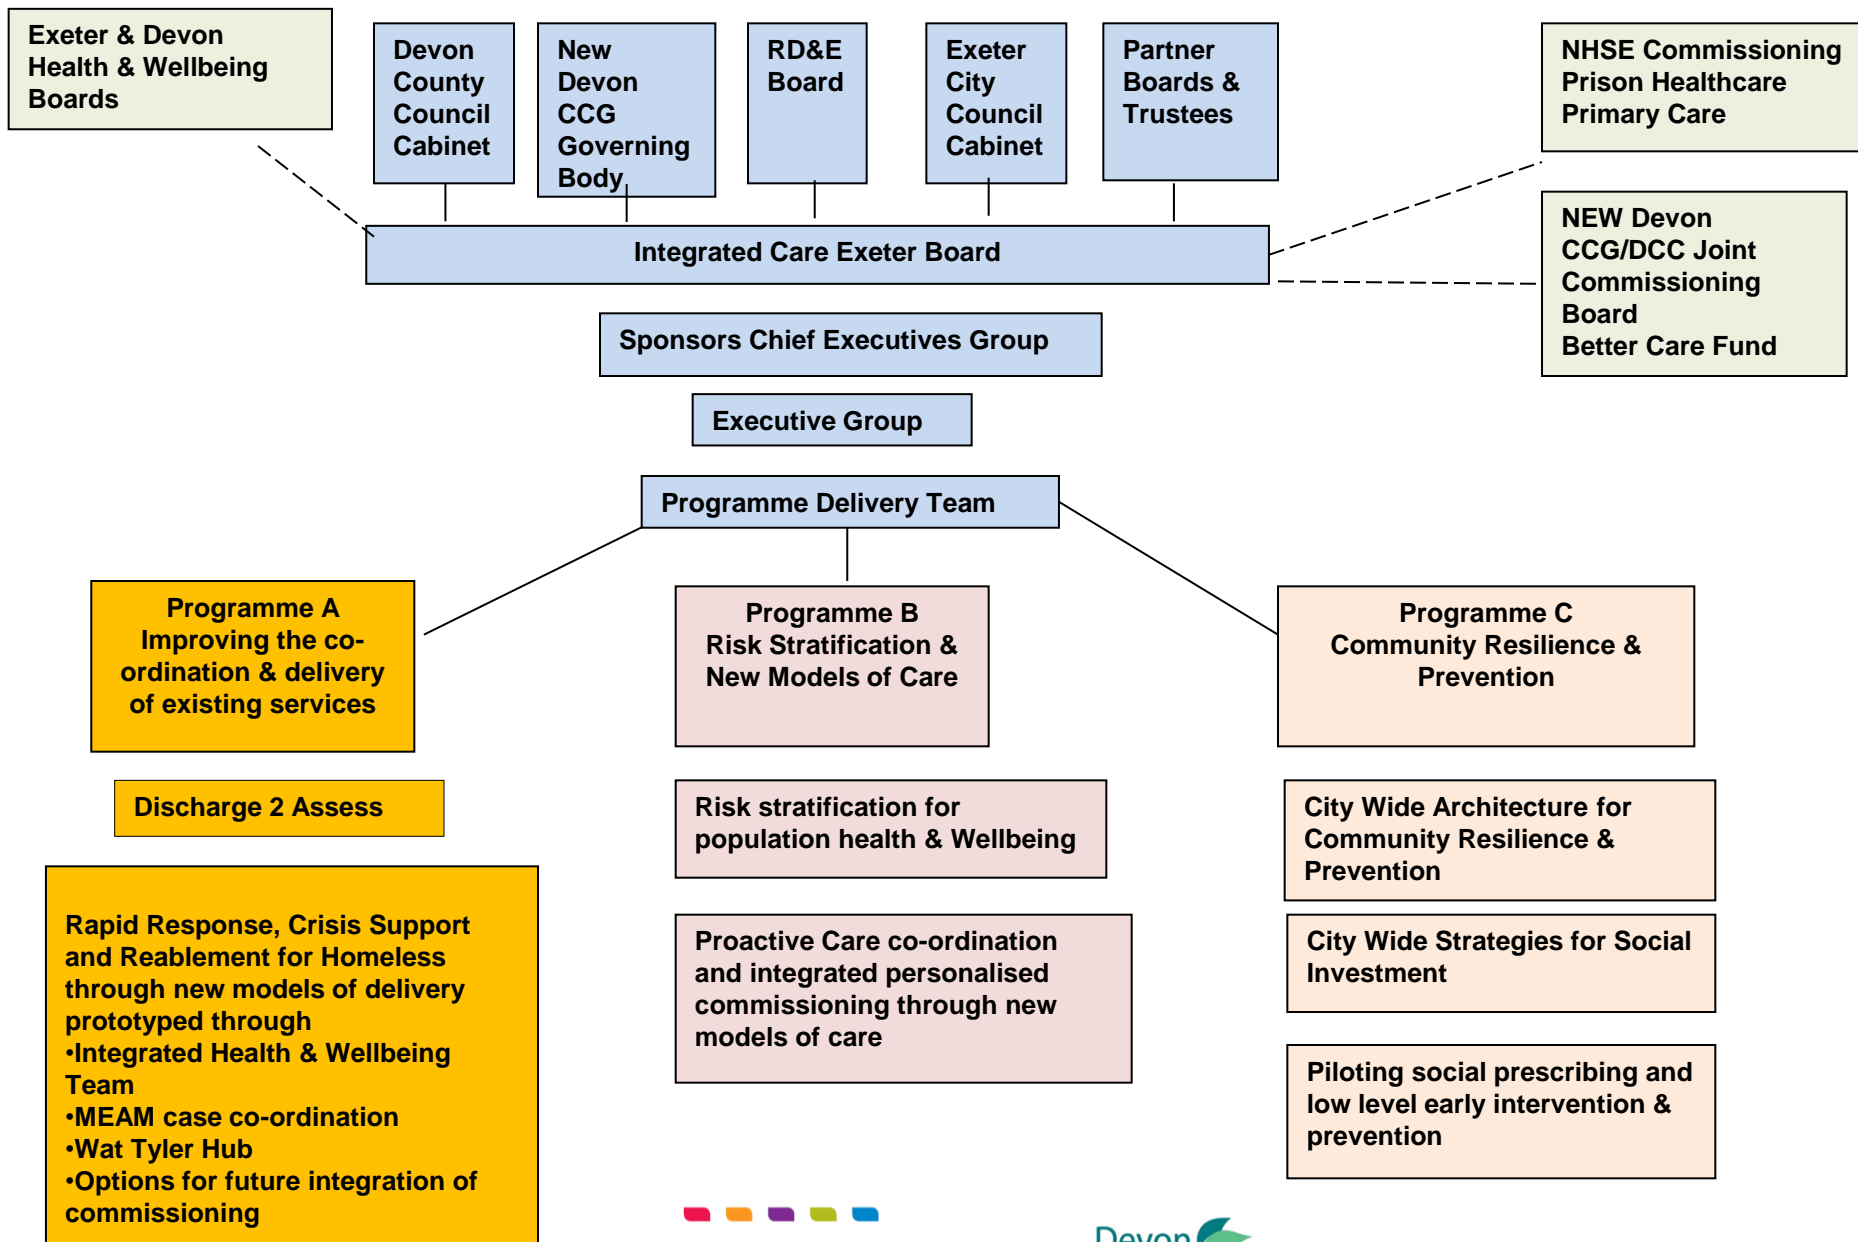 Exeter & Devon
Health & Wellbeing
Boards
Devon
County
Council
Cabinet
New
Devon
CCG
Governing
Body
RD&E
Board
Exeter
City
Council
Cabinet
Partner
Boards &
Trustees
NHSE Commissioning
Prison Healthcare
Primary Care
Integrated Care Exeter Board
NEW Devon
CCG/DCC Joint
Commissioning
Board
Better Care Fund
Sponsors Chief Executives Group
Executive Group
Programme Delivery Team
Programme A
Improving the co-
ordination & delivery
of existing services
Programme B
Risk Stratification &
New Models of Care
Programme C
Community Resilience &
Prevention
Discharge 2 Assess
Rapid Response, Crisis Support
and Reablement for Homeless
through new models of delivery
prototyped through
•Integrated Health & Wellbeing
Team
•MEAM case co-ordination
•Wat Tyler Hub
•Options for future integration of
commissioning
Risk stratification for
population health & Wellbeing
Proactive Care co-ordination
and integrated personalised
commissioning through new
models of care
City Wide Architecture for
Community Resilience &
Prevention
City Wide Strategies for Social
Investment
Piloting social prescribing and
low level early intervention &
prevention
Devon